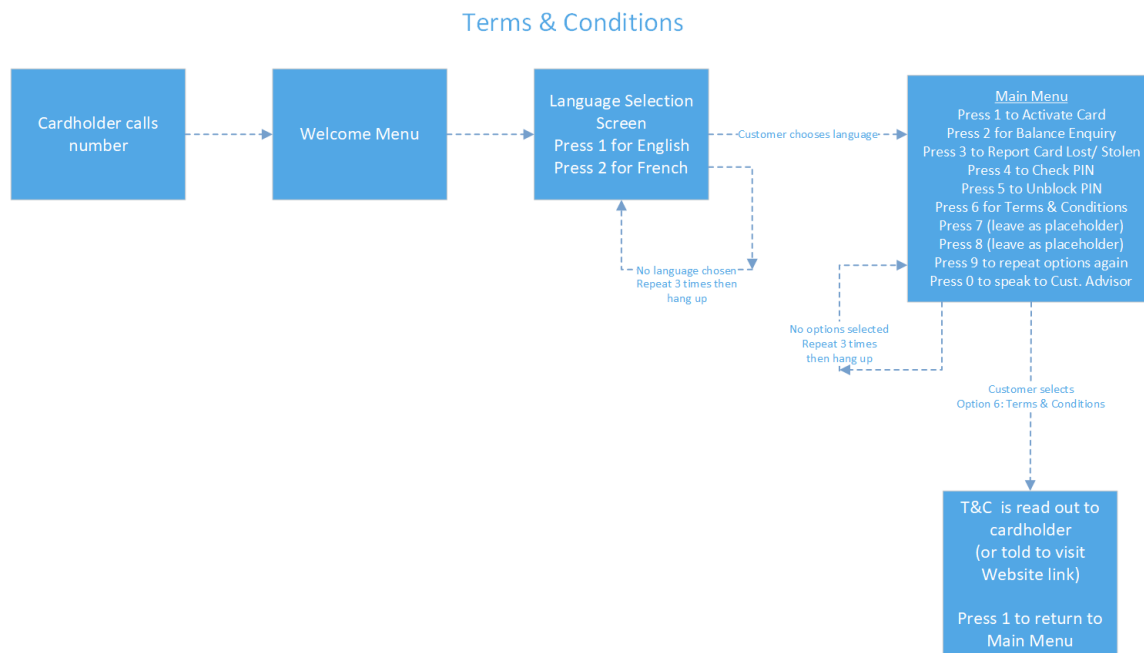 Terms & Conditions
Cardholder calls
number
Welcome Menu
Language Selection
Screen
Press 1 for English
Press 2 for French
Customer chooses language
No language chosen
Repeat 3 times then
hang up
Main Menu
Press 1 to Activate Card
Press 2 for Balance Enquiry
Press 3 to Report Card Lost/ Stolen
Press 4 to Check PIN
Press 5 to Unblock PIN
Press 6 for Terms & Conditions
Press 7 (leave as placeholder)
Press 8 (leave as placeholder)
Press 9 to repeat options again
Press 0 to speak to Cust. Advisor
No options selected
Repeat 3 times
then hang up
Customer selects
Option 6: Terms & Conditions
T&C is read out to
cardholder
(or told to visit
Website link)
Press 1 to return to
Main Menu